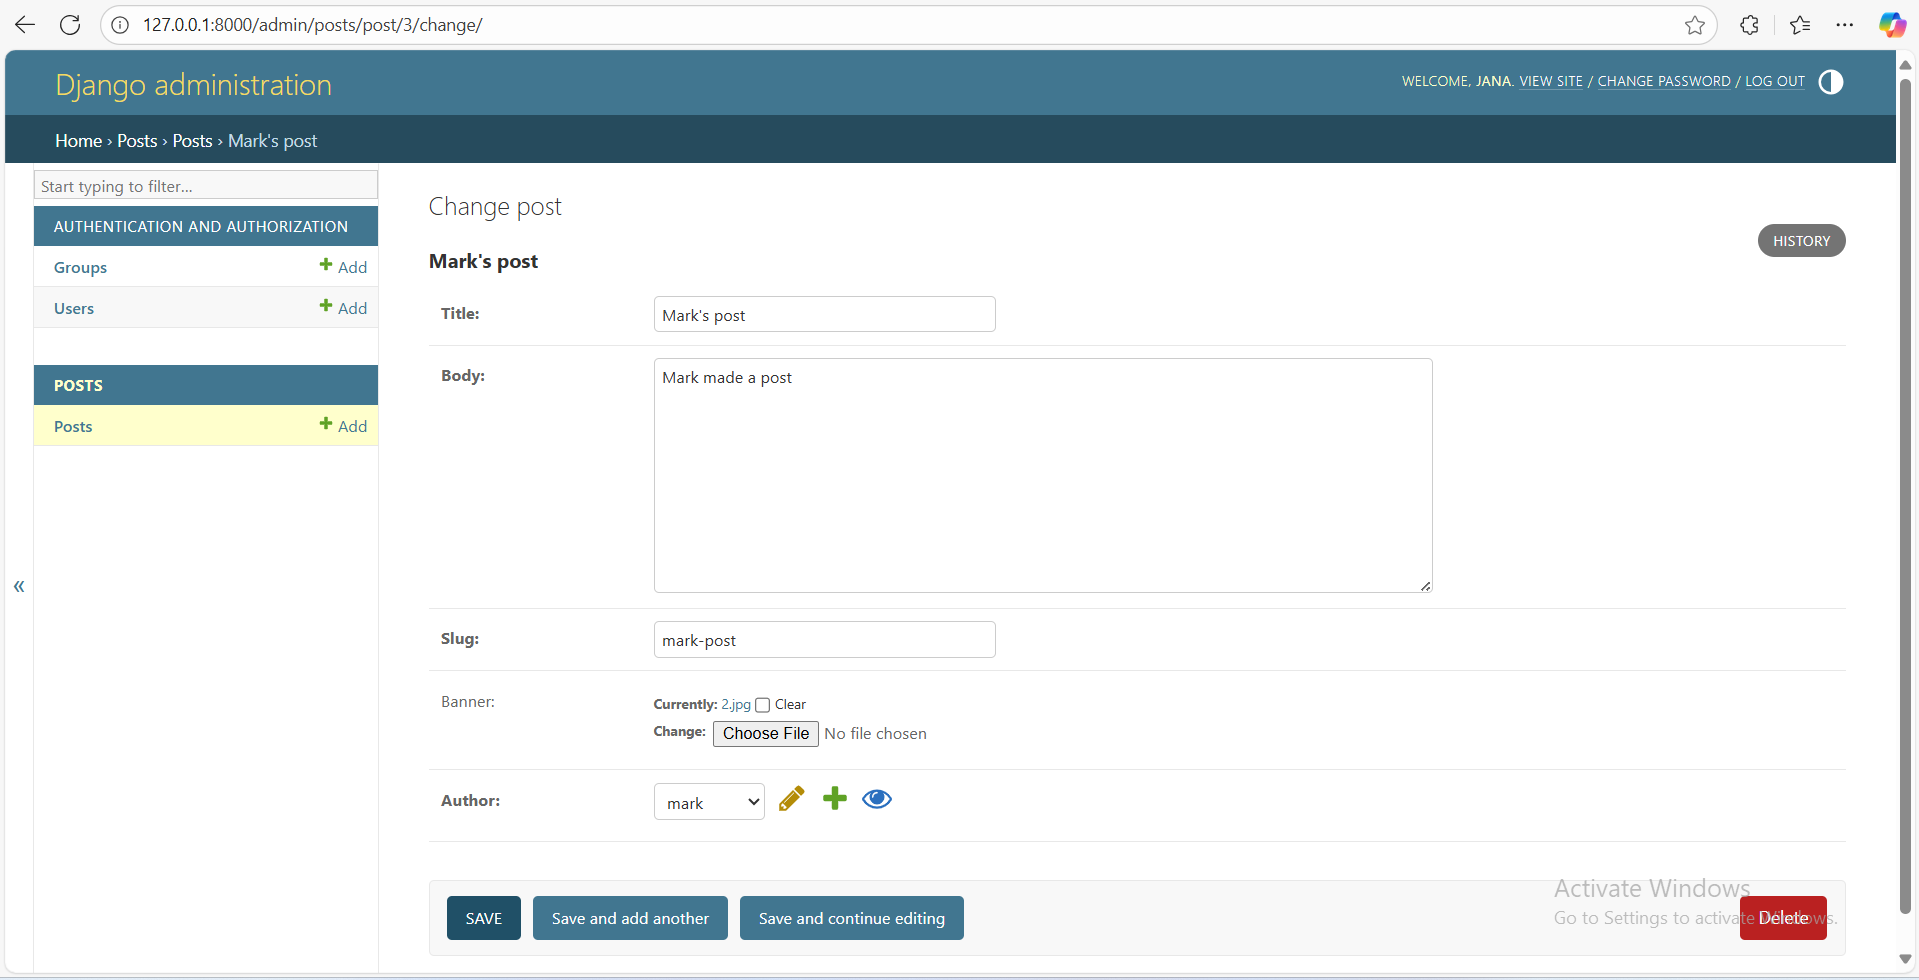 127.0.0.1:8000/admin/posts/post/3/change/
Django administration
WELCOME, JANA. VIEW SITE / CHANGE PASSWORD / LOG OUT
Home › Posts › Posts › Mark's post
Start typing to filter...
AUTHENTICATION AND AUTHORIZATION
Groups Add
Users Add
POSTS
Posts Add
«
Change post
HISTORY
Mark's post
Title: Mark's post
Body: Mark made a post
Slug: mark-post
Banner: Currently: 2.jpg Clear
Change: Choose File No file chosen
Author: mark
SAVE Save and add another Save and continue editing Delete
Activate Windows
Go to Settings to activate Windows.